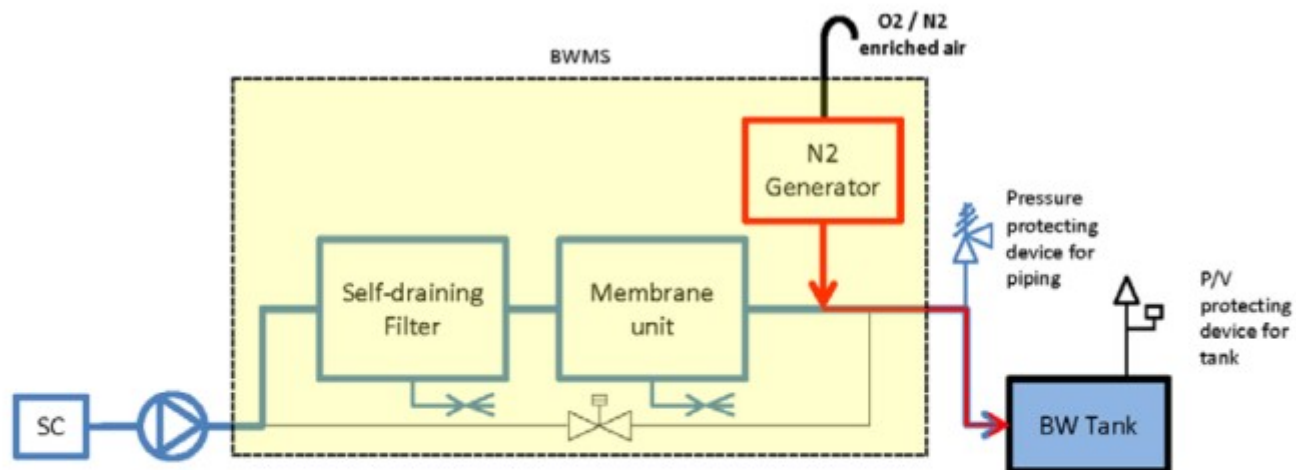 O2 / N2
enriched air
BWMS
N2
Generator
Pressure
protecting
device for
piping
P/V
protecting
device for
tank
Self-draining
Filter
Membrane
unit
SC
BW Tank